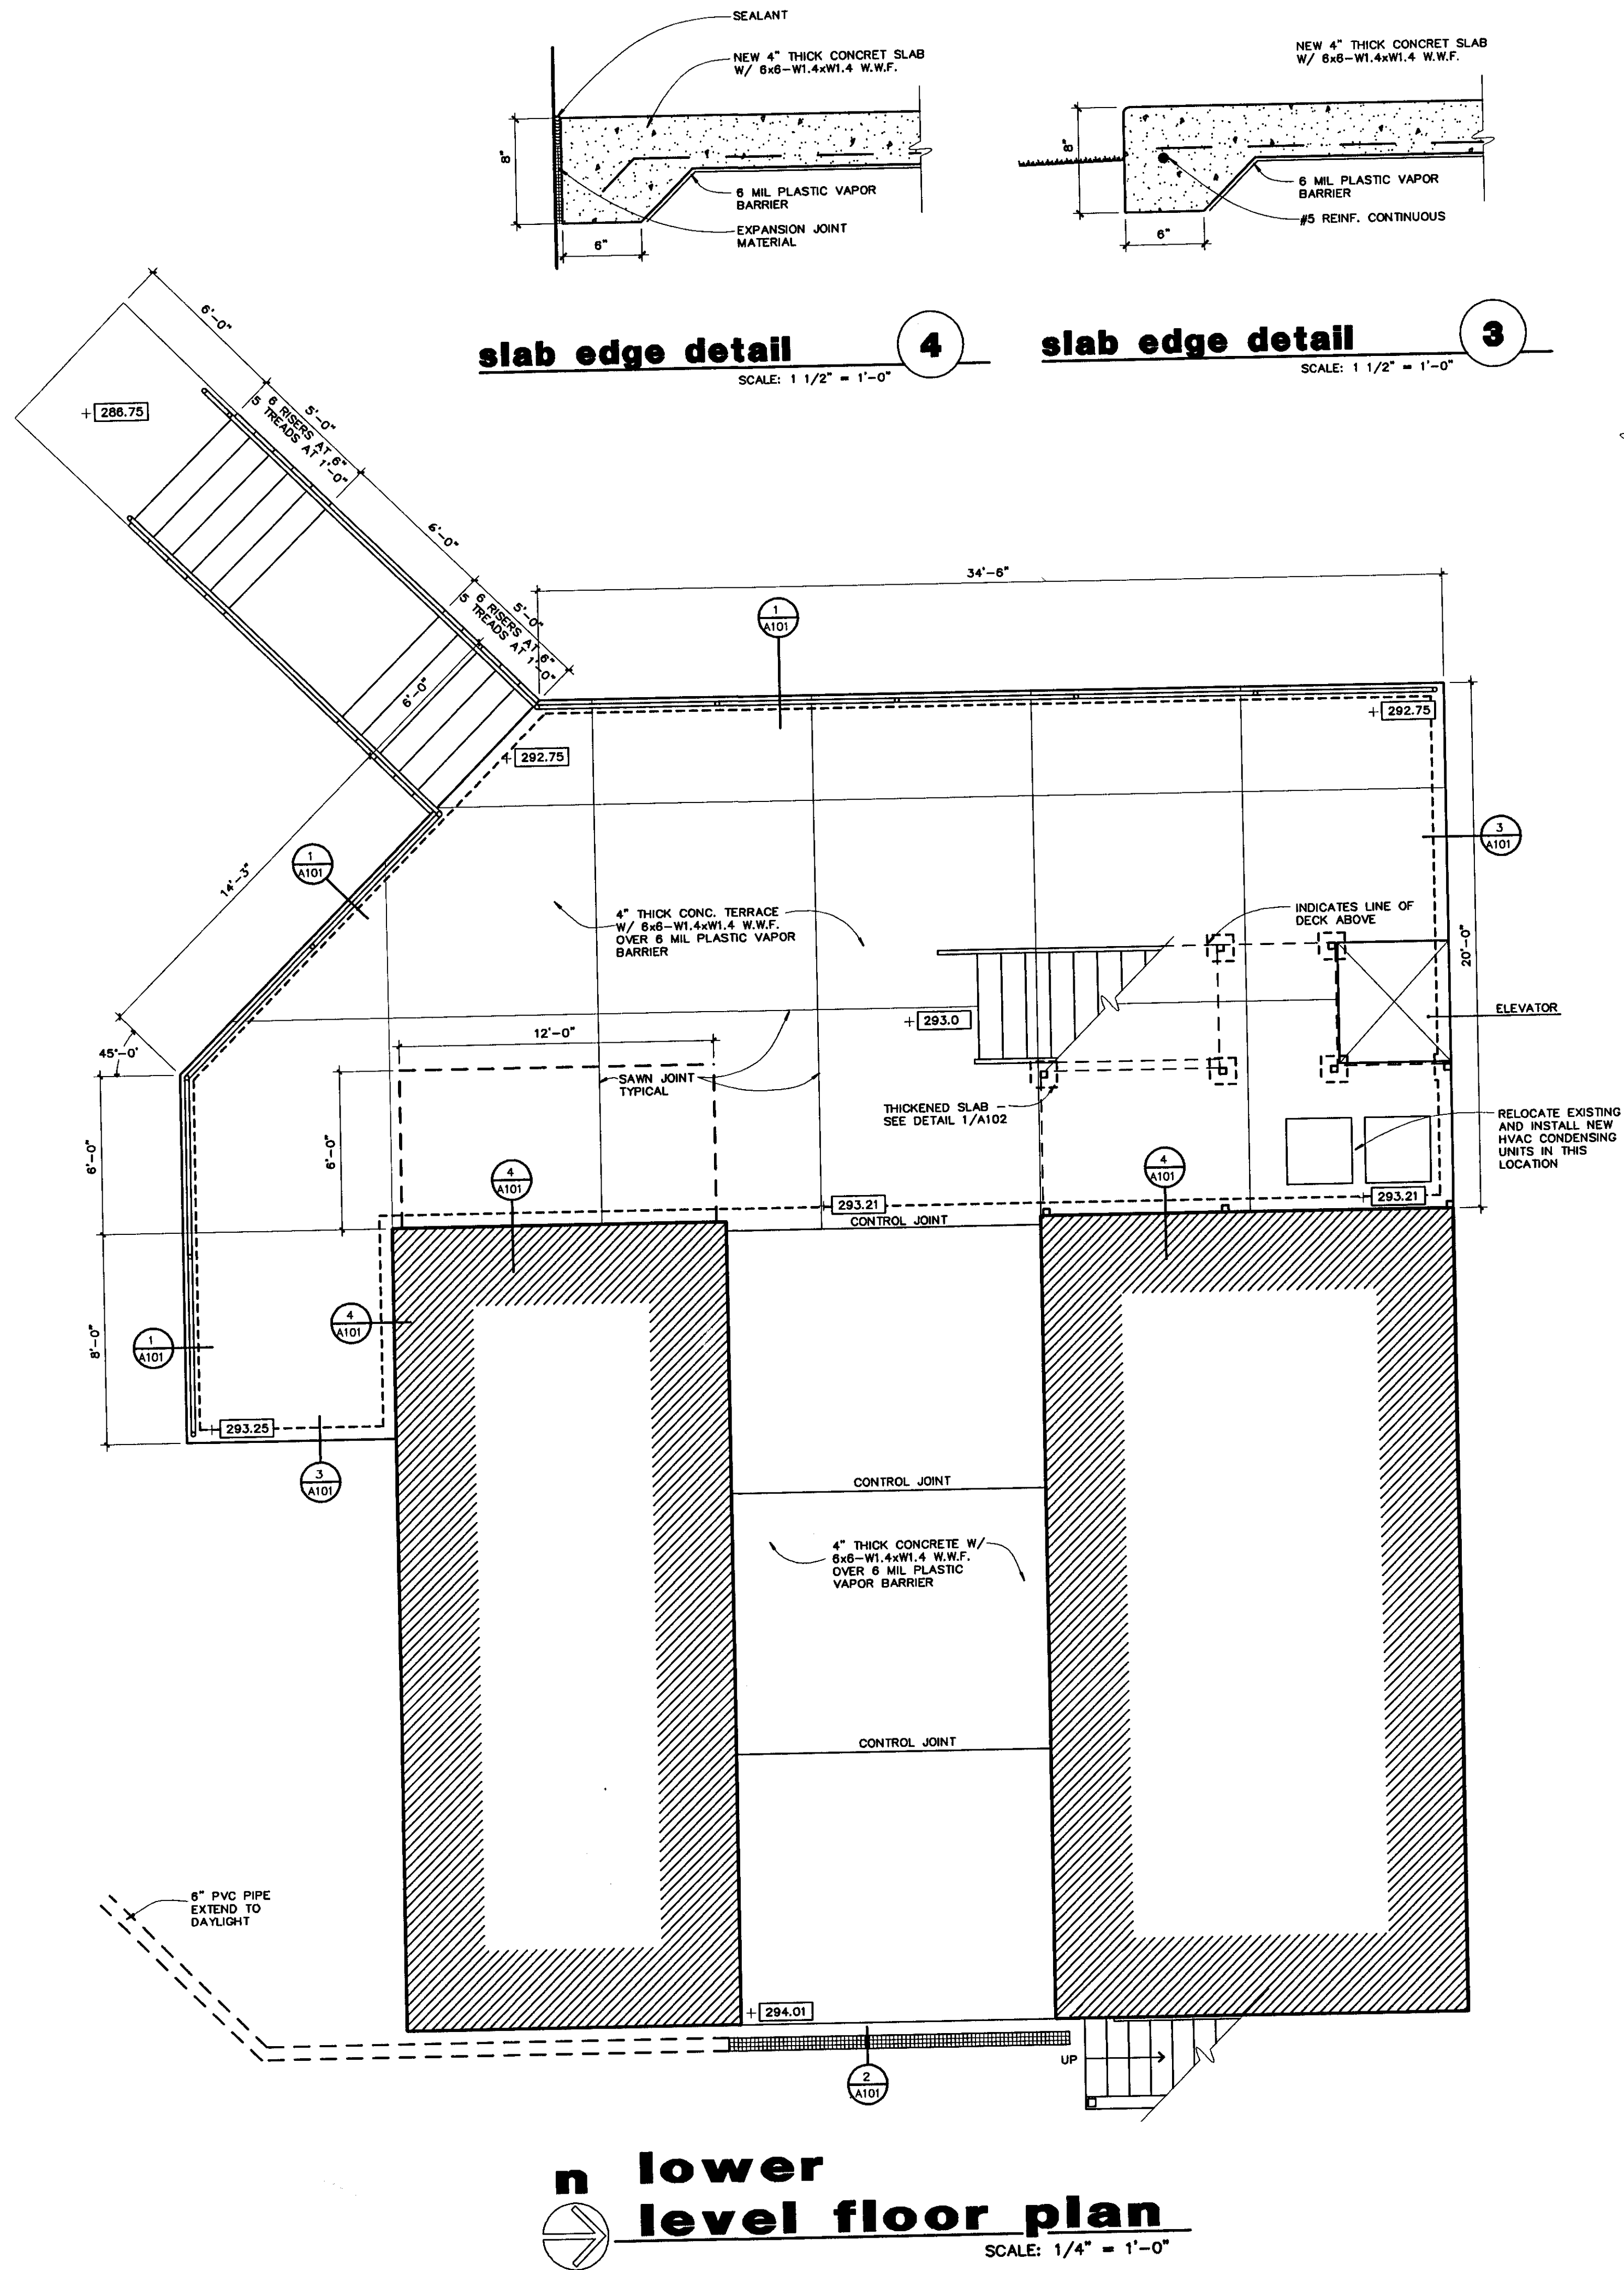 SEALANT
NEW 4" THICK CONCRET SLAB
W/ 6x6-W1.4xW1.4 W.W.F.
8"
6 MIL PLASTIC VAPOR
BARRIER
EXPANSION JOINT
MATERIAL
6"
slab edge detail
4
SCALE: 1 1/2" = 1'-0"
NEW 4" THICK CONCRET SLAB
W/ 6x6-W1.4xW1.4 W.W.F.
8"
6 MIL PLASTIC VAPOR
BARRIER
#5 REINF. CONTINUOUS
6"
slab edge detail
3
SCALE: 1 1/2" = 1'-0"
6'-0"
286.75
5'-0"
6 RISERS AT 6"
5 TREADS AT 1'-0"
6'-0"
5'-0"
6 RISERS AT 6"
5 TREADS AT 1'-0"
6'-0"
34'-6"
1
A101
292.75
292.75
3
A101
1
A101
14'-3"
4" THICK CONC. TERRACE
W/ 6x6-W1.4xW1.4 W.W.F.
OVER 6 MIL PLASTIC VAPOR
BARRIER
INDICATES LINE OF
DECK ABOVE
20'-0"
ELEVATOR
293.0
12'-0"
45'-0'
SAWN JOINT
TYPICAL
THICKENED SLAB -
SEE DETAIL 1/A102
RELOCATE EXISTING
AND INSTALL NEW
HVAC CONDENSING
UNITS IN THIS
LOCATION
6'-0"
6'-0"
4
A101
4
A101
293.21
293.21
CONTROL JOINT
8'-0"
4
A101
1
A101
293.25
3
A101
CONTROL JOINT
4" THICK CONCRETE W/
6x6-W1.4xW1.4 W.W.F.
OVER 6 MIL PLASTIC
VAPOR BARRIER
CONTROL JOINT
6" PVC PIPE
EXTEND TO
DAYLIGHT
294.01
UP
2
A101
n lower
level floor plan
SCALE: 1/4" = 1'-0"